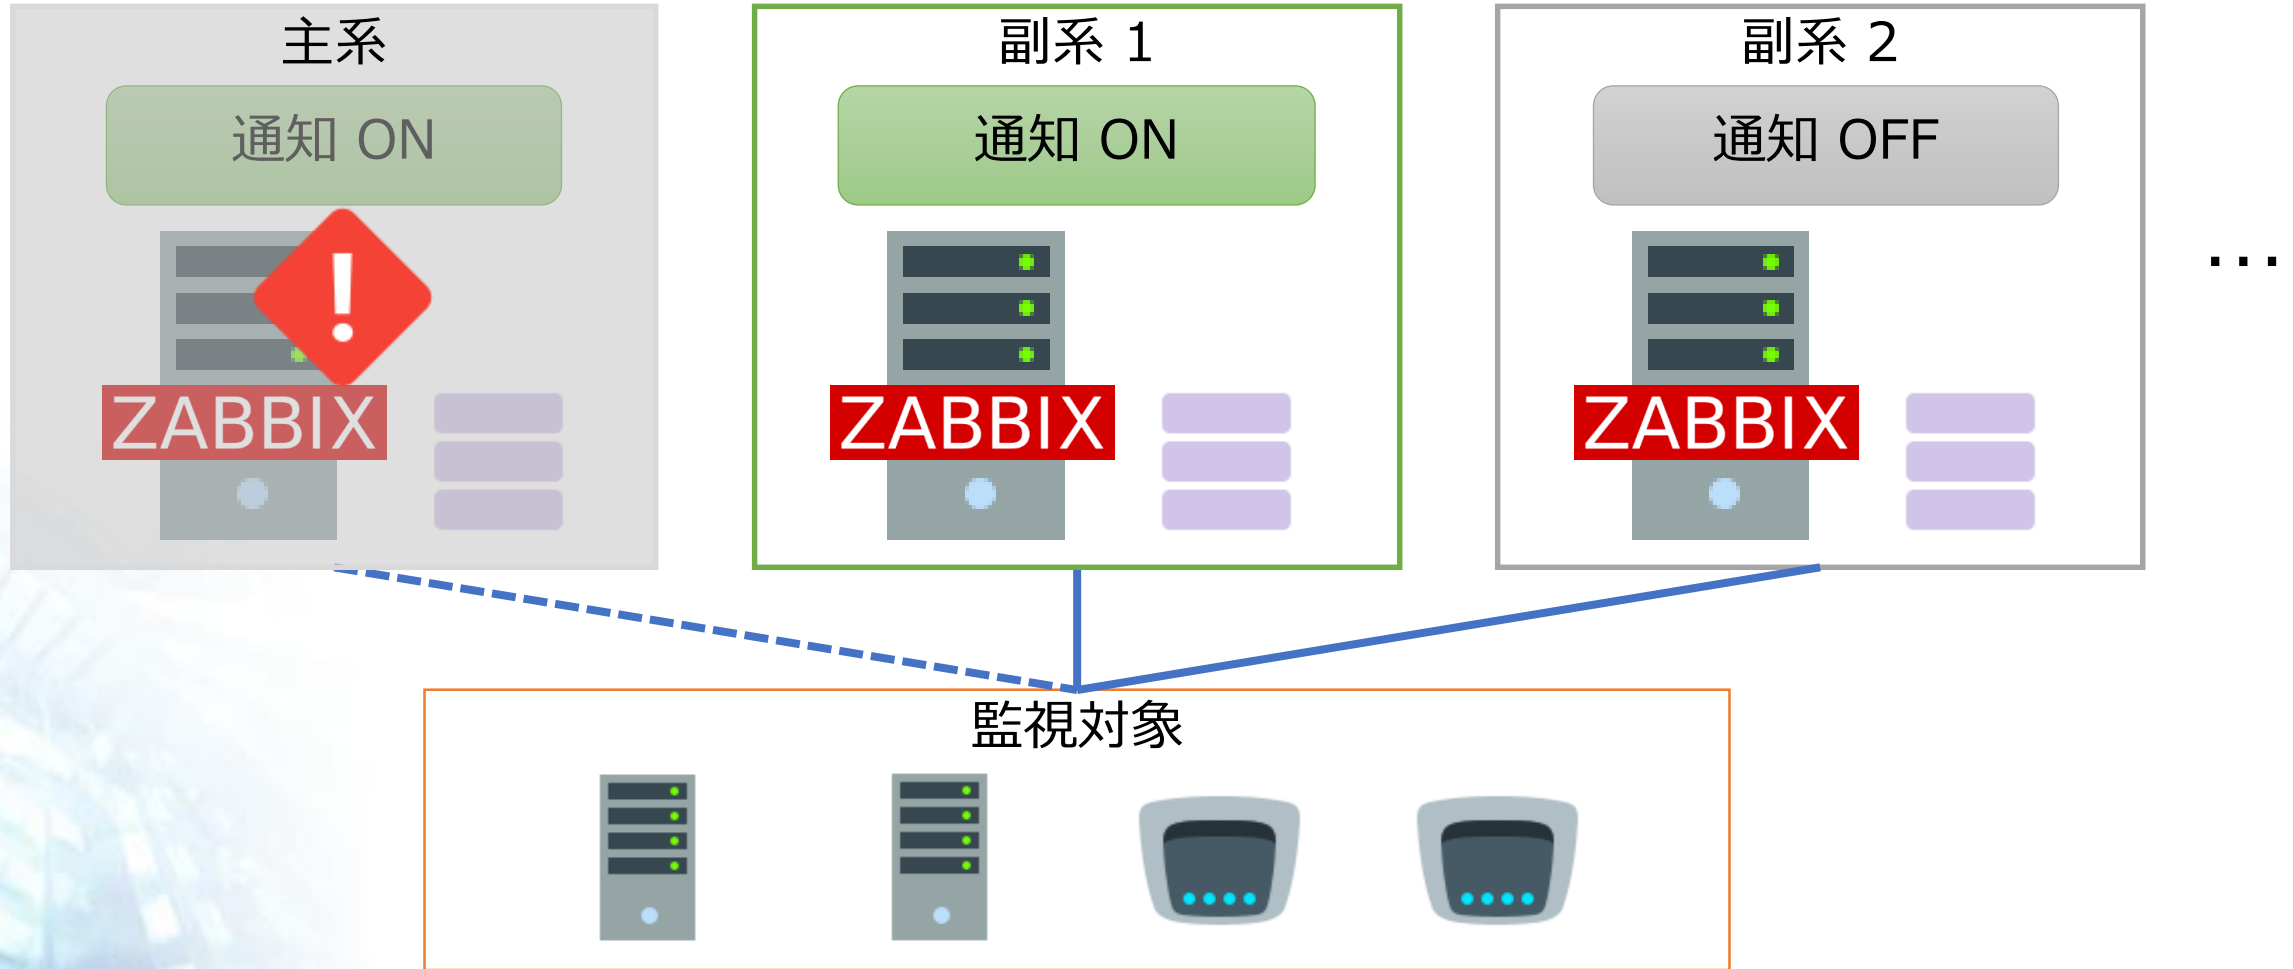 主系
通知 ON
ZABBIX
副系 1
通知 ON
ZABBIX
副系 2
通知 OFF
ZABBIX
…
監視対象